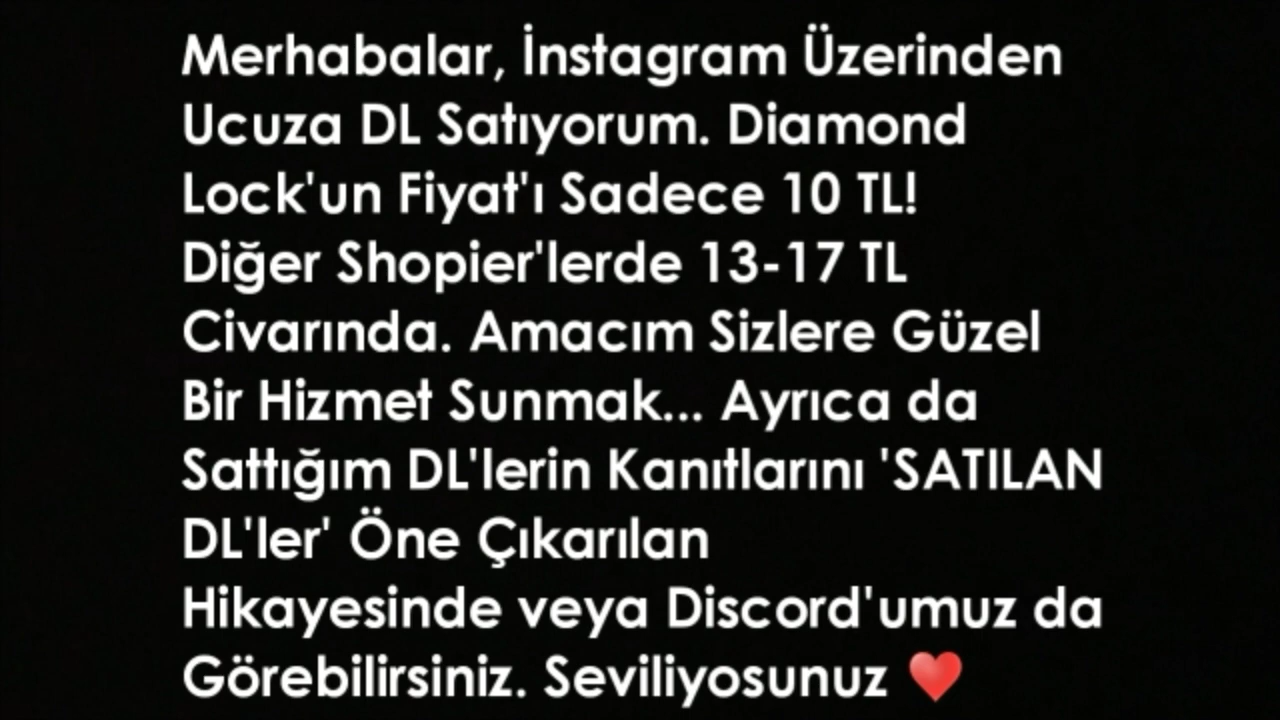 Merhabalar, İnstagram Üzerinden
Ucuza DL Satıyorum. Diamond
Lock'un Fiyat'ı Sadece 10 TL!
Diğer Shopier'lerde 13-17 TL
Civarında. Amacım Sizlere Güzel
Bir Hizmet Sunmak... Ayrıca da
Sattığım DL'lerin Kanıtlarını 'SATILAN
DL'ler' Öne Çıkarılan
Hikayesinde veya Discord'umuz da
Görebilirsiniz. Seviliyosunuz ♥️